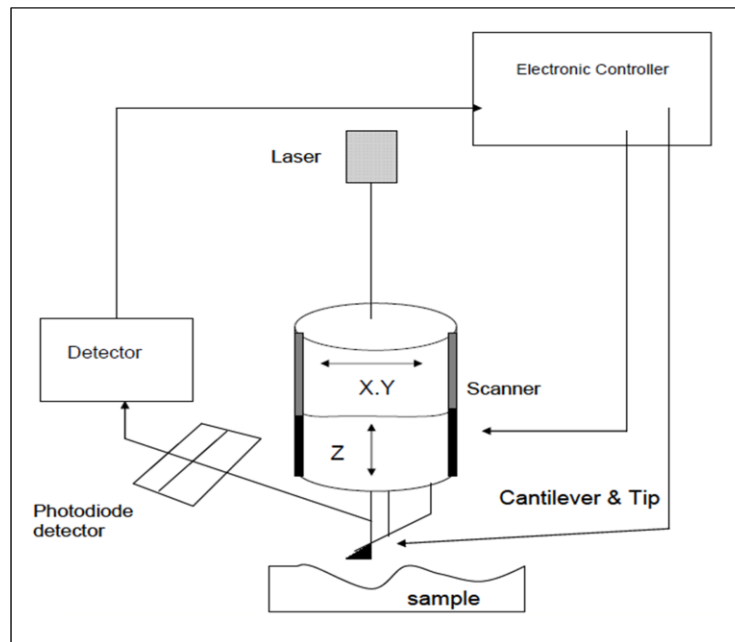 Electronic Controller
Laser
Detector
X.Y
Scanner
Z
Cantilever & Tip
Photodiode
detector
sample